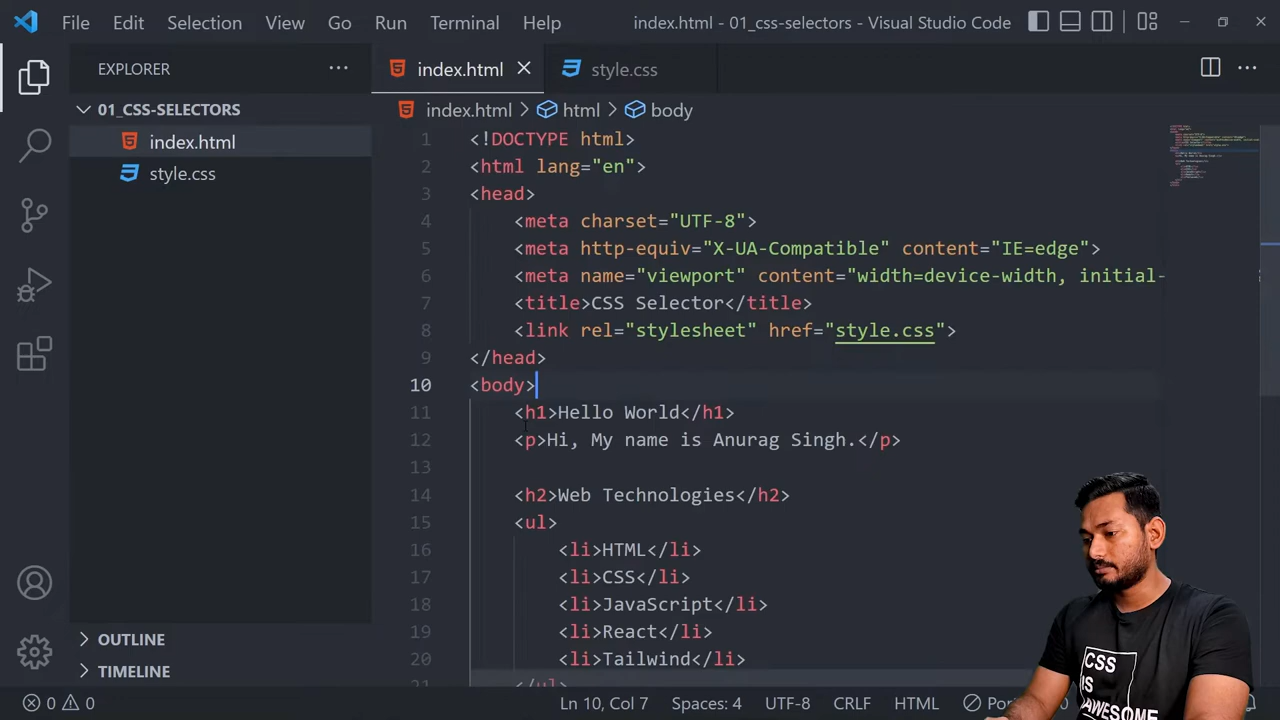 File Edit Selection View Go Run Terminal Help index.html - 01_css-selectors - Visual Studio Code
EXPLORER
01_CSS-SELECTORS
index.html
style.css
OUTLINE
TIMELINE
index.html style.css
index.html > html > body
1 <!DOCTYPE html>
2 <html lang="en">
3 <head>
4 <meta charset="UTF-8">
5 <meta http-equiv="X-UA-Compatible" content="IE=edge">
6 <meta name="viewport" content="width=device-width, initial-
7 <title>CSS Selector</title>
8 <link rel="stylesheet" href="style.css">
9 </head>
10 <body>
11 <h1>Hello World</h1>
12 <p>Hi, My name is Anurag Singh.</p>
13
14 <h2>Web Technologies</h2>
15 <ul>
16 <li>HTML</li>
17 <li>CSS</li>
18 <li>JavaScript</li>
19 <li>React</li>
20 <li>Tailwind</li>
21 </ul>
0 0 Ln 10, Col 7 Spaces: 4 UTF-8 CRLF HTML
CSS
IS
AWESOME